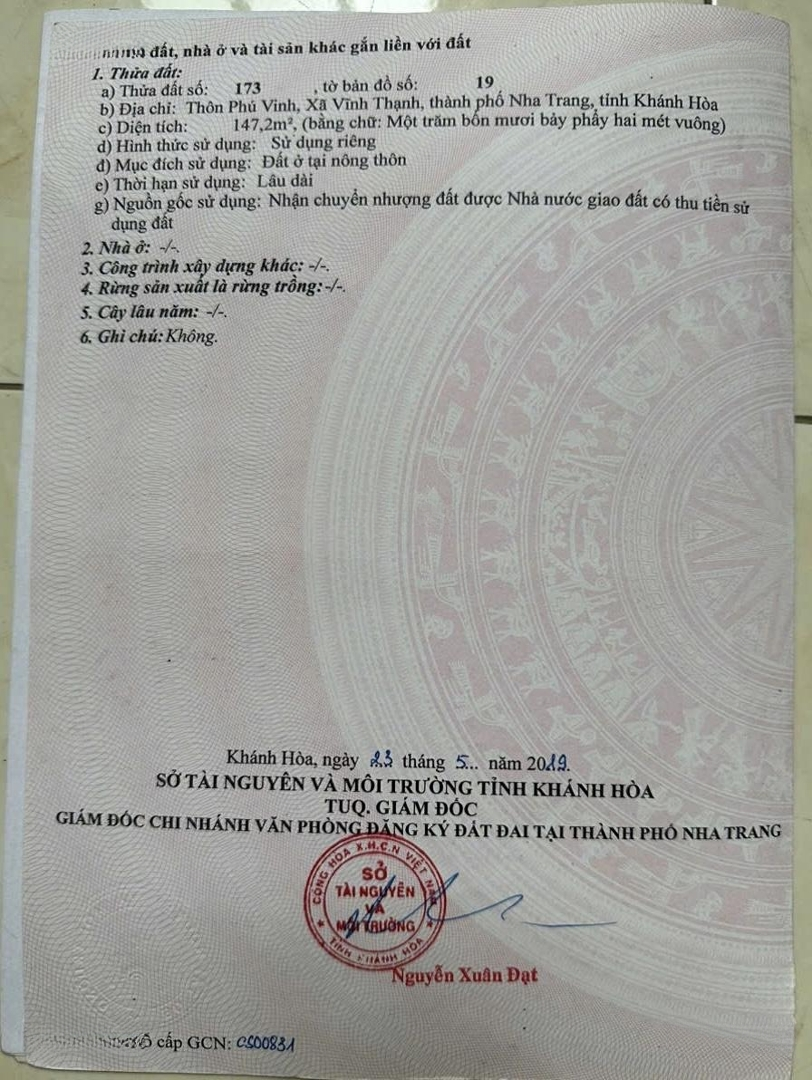 đất, nhà ở và tài sản khác gắn liền với đất
1. Thửa đất:
a) Thửa đất số: 173 , tờ bản đồ số: 19
b) Địa chỉ: Thôn Phú Vinh, Xã Vĩnh Thạnh, thành phố Nha Trang, tỉnh Khánh Hòa
c) Diện tích: 147,2m², (bằng chữ: Một trăm bốn mươi bảy phẩy hai mét vuông)
d) Hình thức sử dụng: Sử dụng riêng
đ) Mục đích sử dụng: Đất ở tại nông thôn
e) Thời hạn sử dụng: Lâu dài
g) Nguồn gốc sử dụng: Nhận chuyển nhượng đất được Nhà nước giao đất có thu tiền sử
dụng đất
2. Nhà ở: -/-.
3. Công trình xây dựng khác: -/-.
4. Rừng sản xuất là rừng trồng: -/-.
5. Cây lâu năm: -/-.
6. Ghi chú: Không.
Khánh Hòa, ngày 23 tháng 5... năm 2019.
SỞ TÀI NGUYÊN VÀ MÔI TRƯỜNG TỈNH KHÁNH HÒA
TUQ. GIÁM ĐỐC
GIÁM ĐỐC CHI NHÁNH VĂN PHÒNG ĐĂNG KÝ ĐẤT ĐAI TẠI THÀNH PHỐ NHA TRANG
CỘNG HÒA X.H.C.N VIỆT NAM
SỞ
TÀI NGUYÊN
VÀ
MÔI TRƯỜNG
TỈNH KHÁNH HÒA
Nguyễn Xuân Đạt
cấp GCN: CS00831